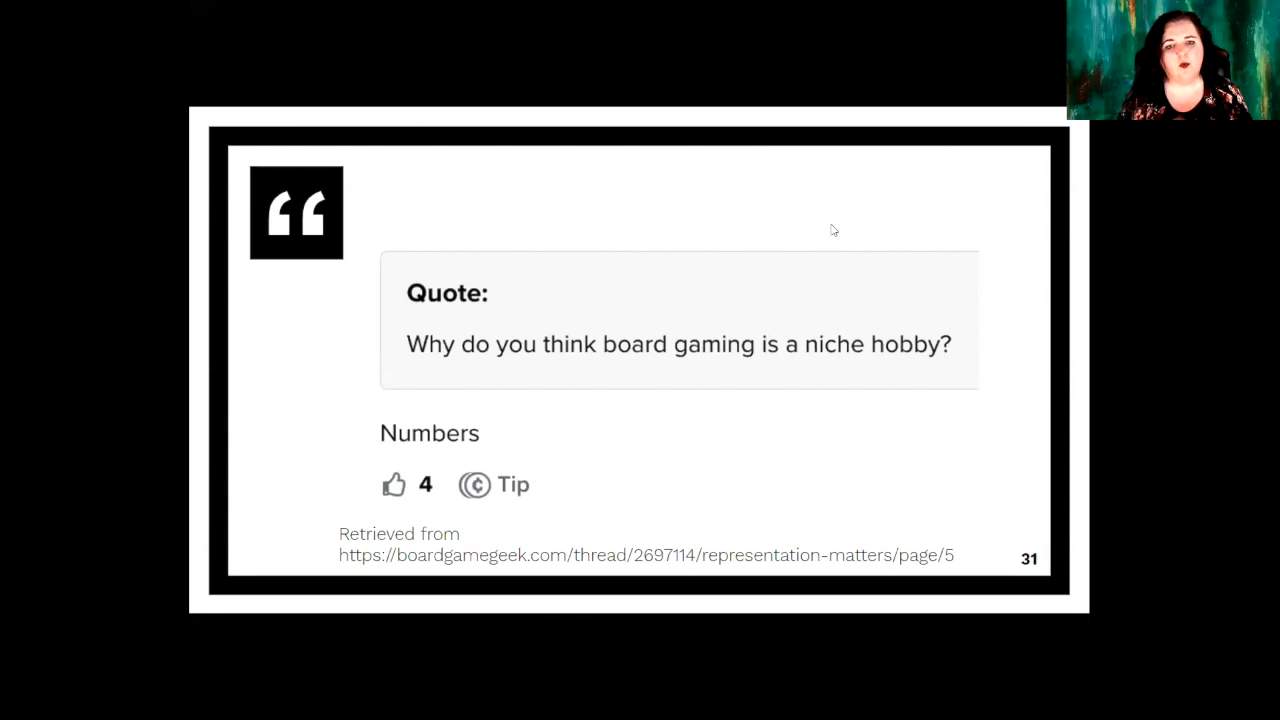 “
Quote:
Why do you think board gaming is a niche hobby?
Numbers
4 Tip
Retrieved from
https://boardgamegeek.com/thread/2697114/representation-matters/page/5
31